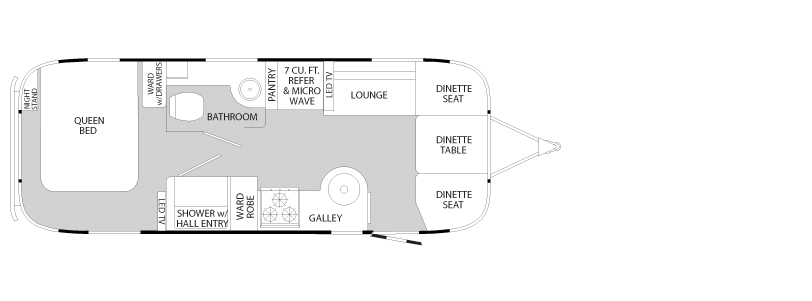 NIGHT
STAND
QUEEN
BED
WARD
w/DRAWERS
BATHROOM
PANTRY
7 CU. FT.
REFER
& MICRO
WAVE
LED TV
LOUNGE
DINETTE
SEAT
DINETTE
TABLE
DINETTE
SEAT
LED TV
SHOWER w/
HALL ENTRY
WARD
ROBE
GALLEY